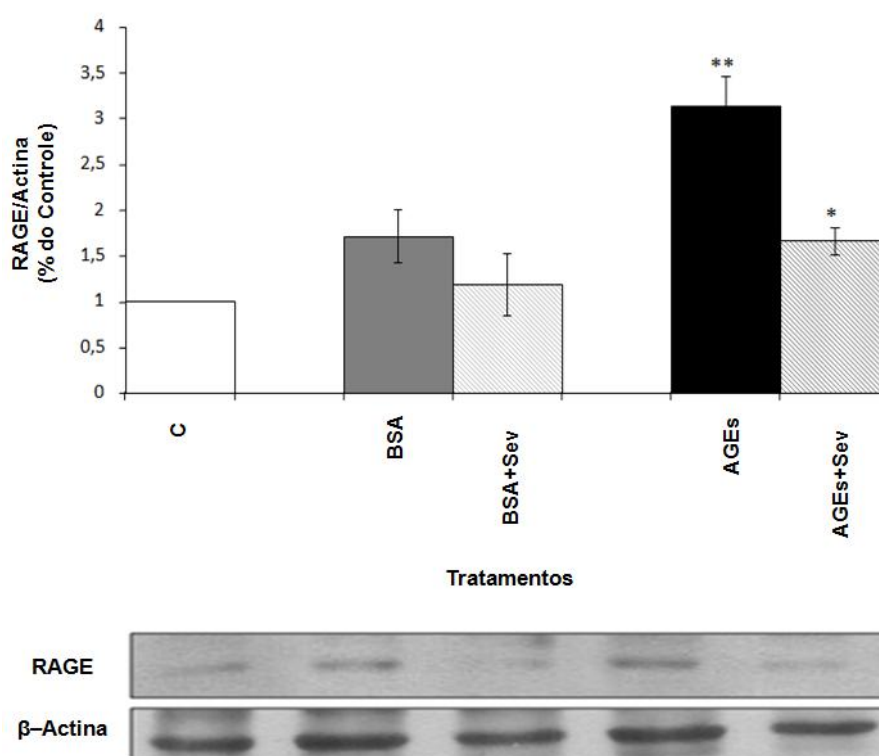 4
3,5
3
2,5
2
1,5
1
0,5
0
RAGE/Actina
(% do Controle)
**
*
C
BSA
BSA+Sev
AGEs
AGEs+Sev
Tratamentos
RAGE
β–Actina